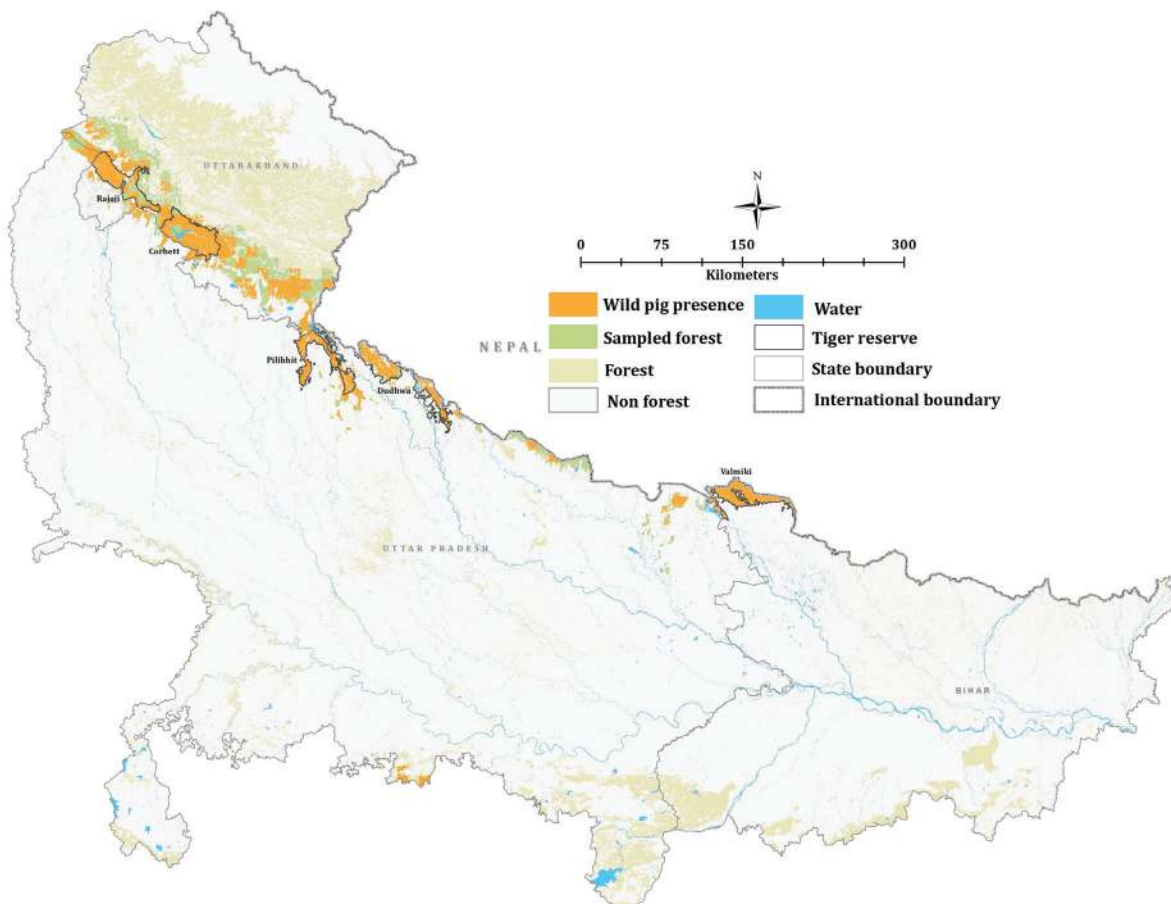 UTTARAKHAND
Rajaji
Corbett
N
0 75 150 300
Kilometers
Wild pig presence
Water
Sampled forest
Tiger reserve
Forest
State boundary
Non forest
International boundary
NEPAL
Pilibhit
Dudhwa
Valmiki
UTTAR PRADESH
BIHAR